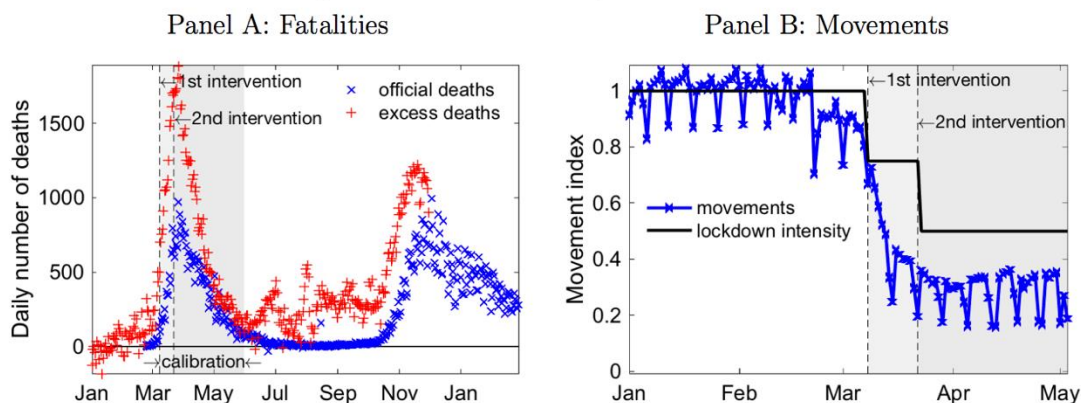 Panel A: Fatalities
Daily number of deaths
1500
1000
500
0
←1st intervention
←2nd intervention
official deaths
excess deaths
→calibration←
Jan Mar May Jul Sep Nov Jan
Panel B: Movements
Movement index
1
0.8
0.6
0.4
0.2
0
←1st intervention
←2nd intervention
movements
lockdown intensity
Jan Feb Mar Apr May